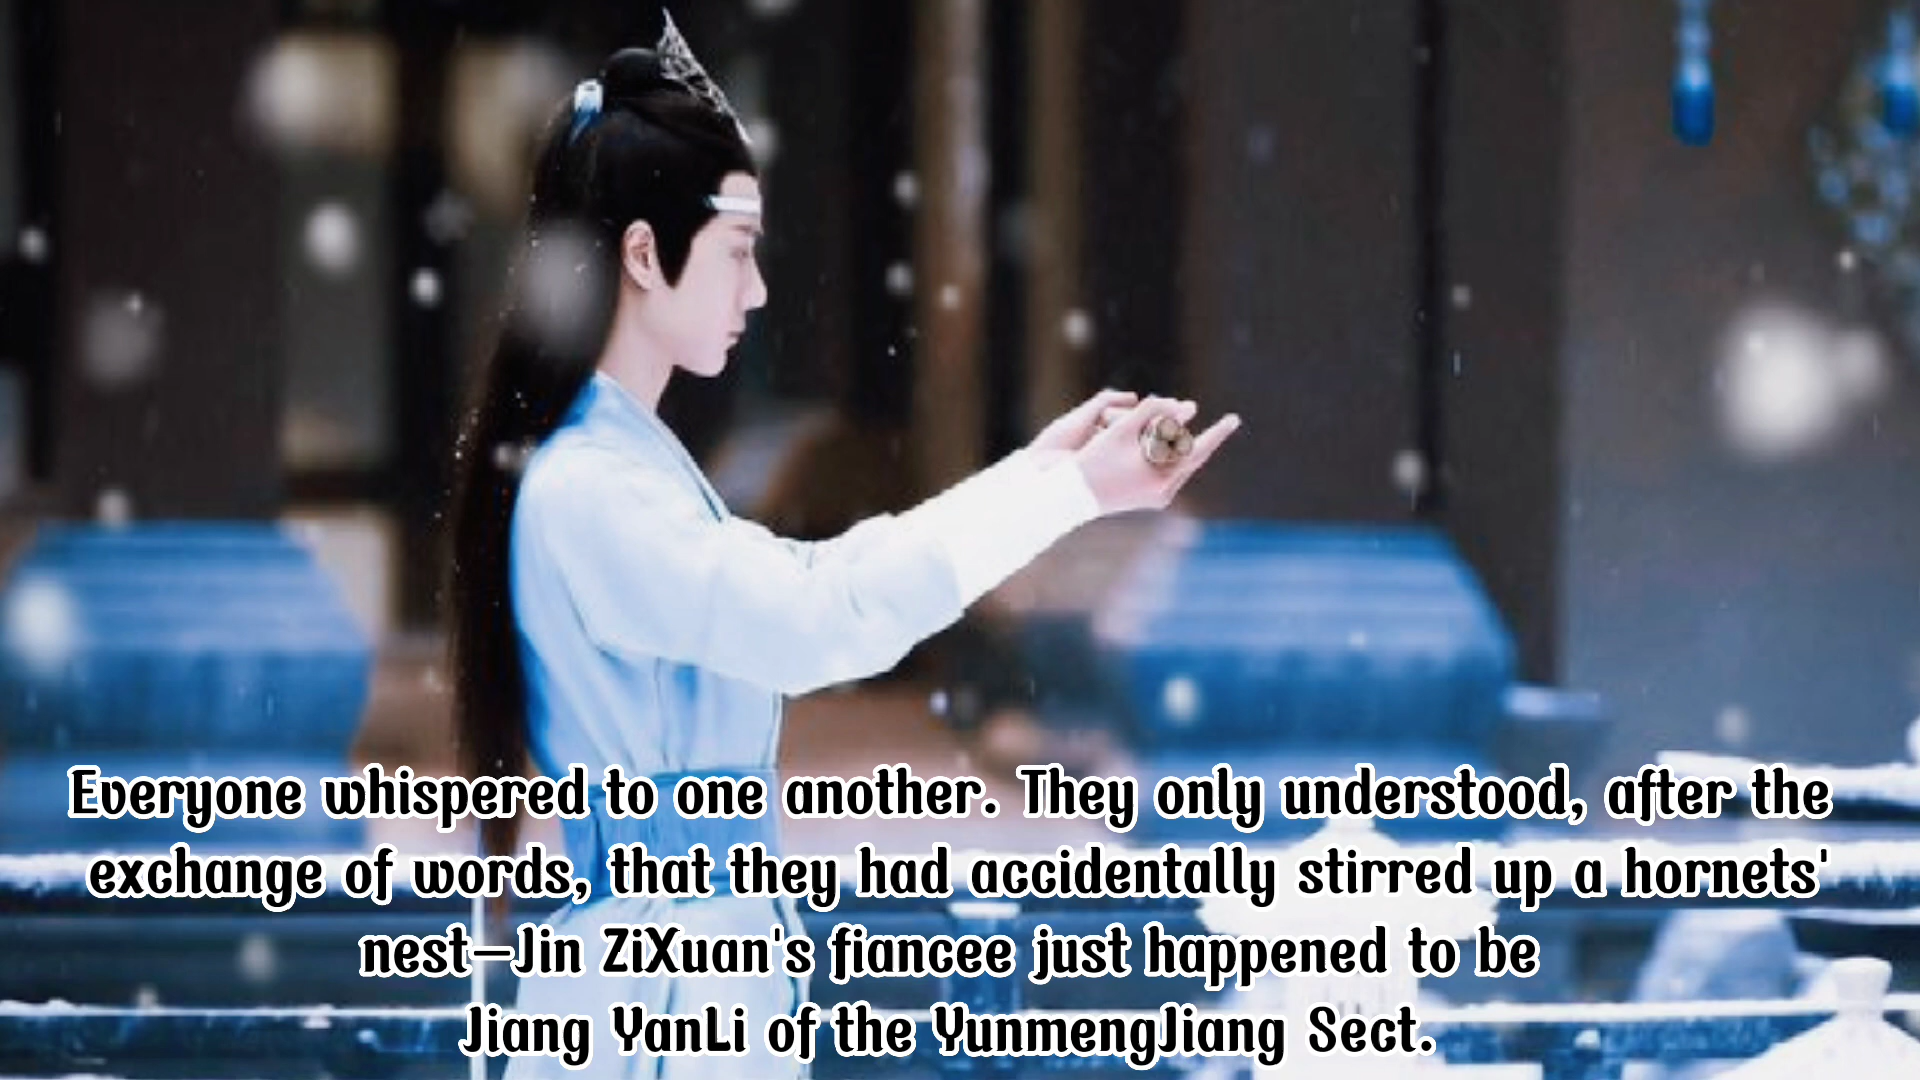 Everyone whispered to one another. They only understood, after the
exchange of words, that they had accidentally stirred up a hornets'
nest—Jin ZiXuan's fiancee just happened to be
Jiang YanLi of the YunmengJiang Sect.